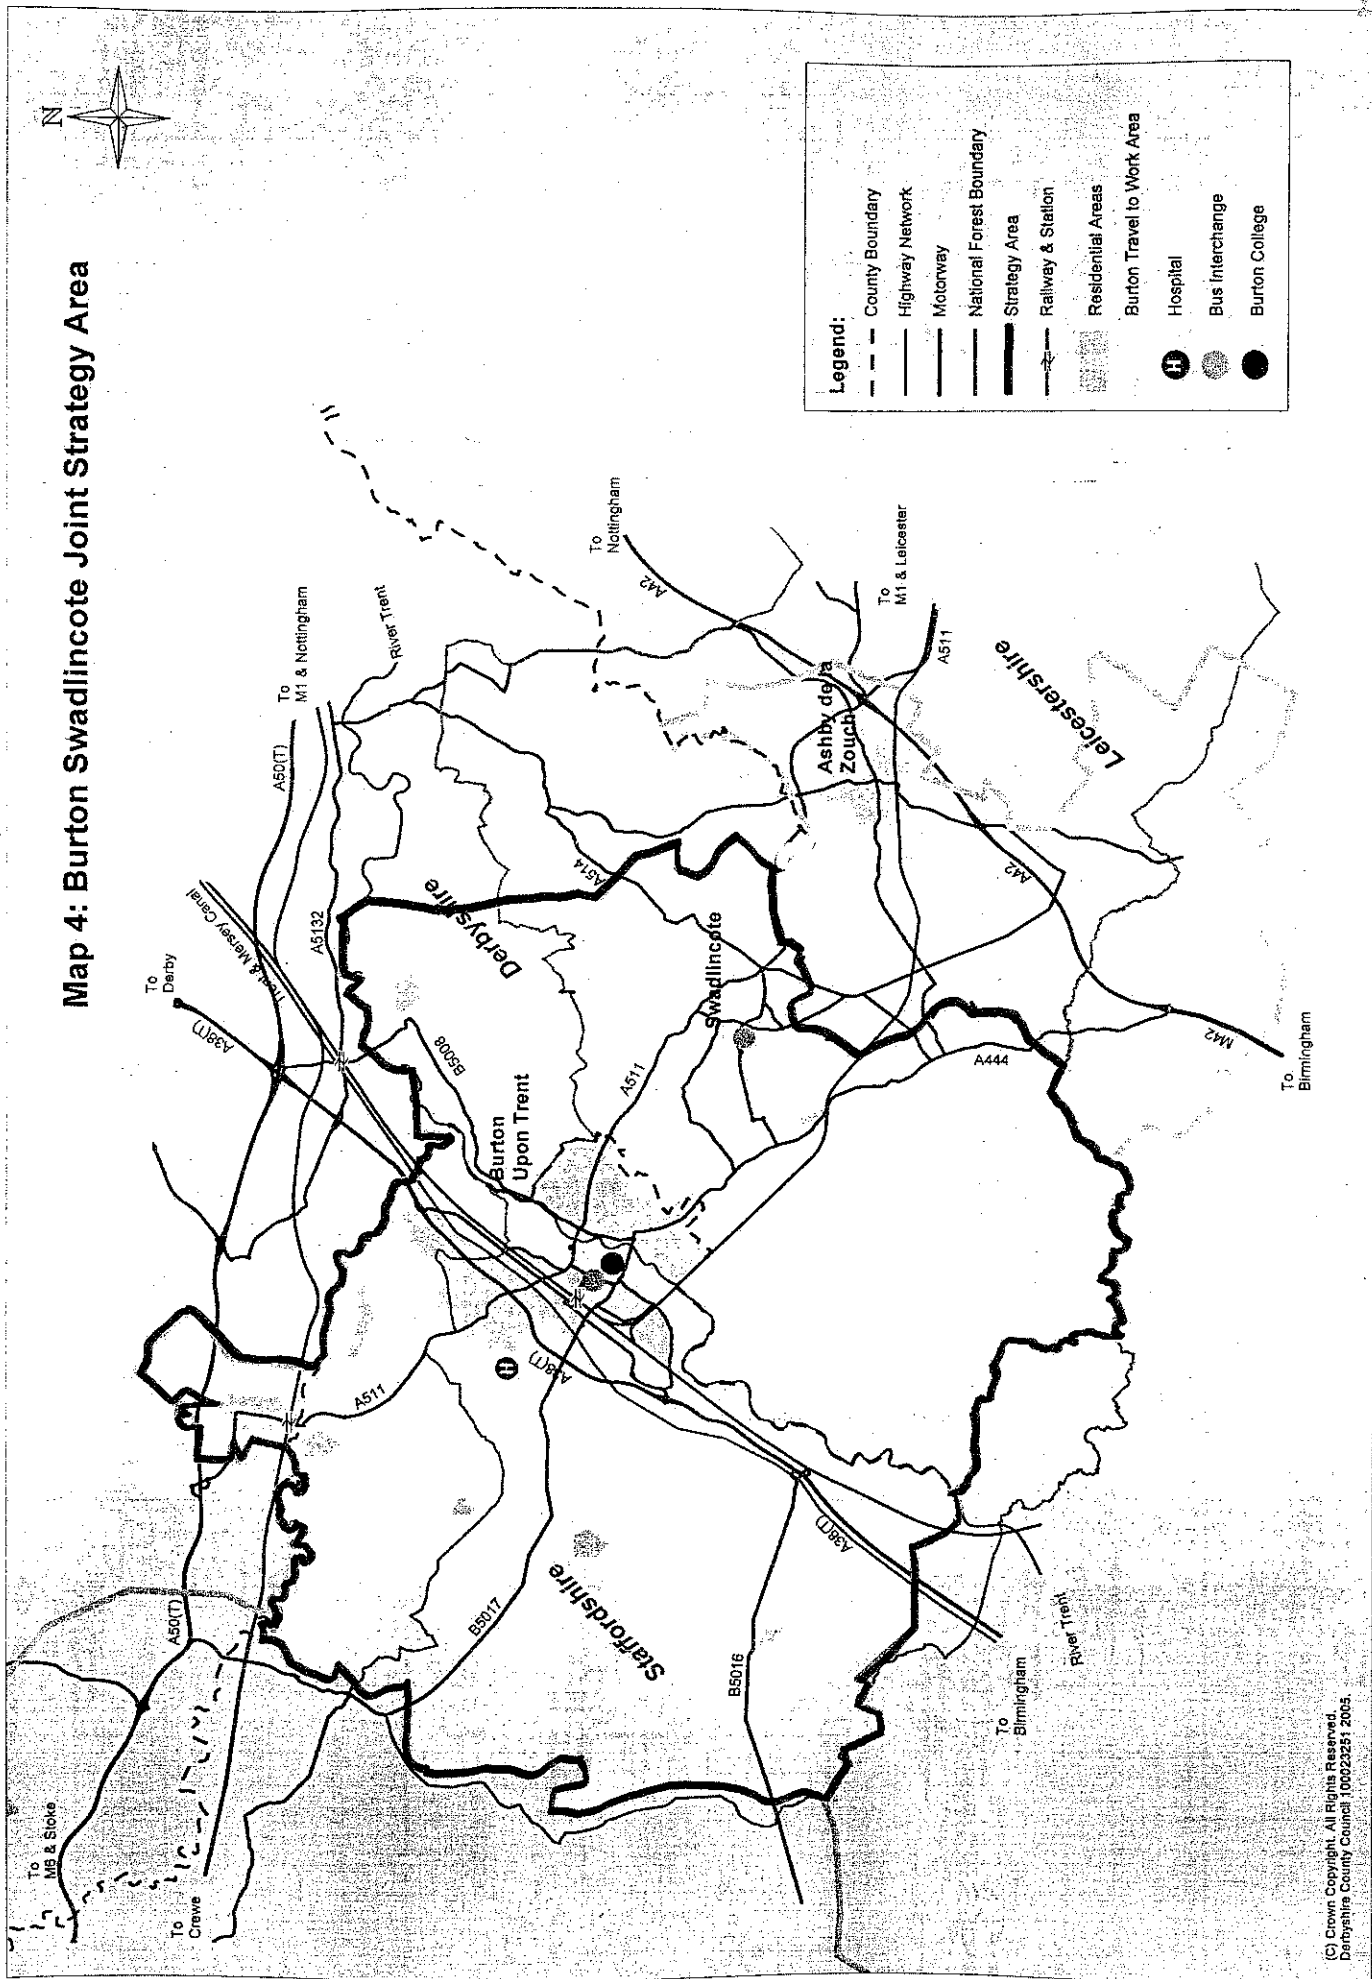 Map 4: Burton Swadlincote Joint Strategy Area
N
To
M6 & Stoke
To
Crewe
A50(T)
To
Derby
A38(T)
Trent & Mersey Canal
A50(T)
To
M1 & Nottingham
A5132
River Trent
A511
B5008
Derbyshire
A514
Burton
Upon Trent
A511
Swadlincote
H
A38(T)
B5017
Staffordshire
B5016
A38(T)
To
Birmingham
River Trent
A444
To
Nottingham
A42
Ashby de la
Zouch
To
M1 & Leicester
A511
Leicestershire
A42
M42
To
Birmingham
Legend:
County Boundary
Highway Network
Motorway
National Forest Boundary
Strategy Area
Railway & Station
Residential Areas
Burton Travel to Work Area
H Hospital
Bus Interchange
Burton College
(C) Crown Copyright. All Rights Reserved.
Derbyshire County Council 100023251 2005.